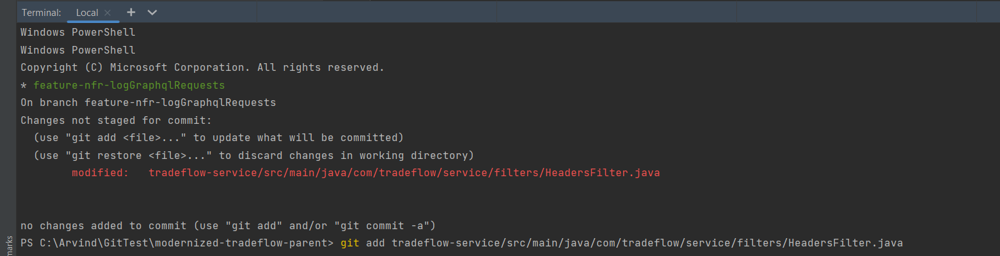 Terminal: Local
Windows PowerShell
Windows PowerShell
Copyright (C) Microsoft Corporation. All rights reserved.
* feature-nfr-logGraphqlRequests
On branch feature-nfr-logGraphqlRequests
Changes not staged for commit:
(use "git add <file>..." to update what will be committed)
(use "git restore <file>..." to discard changes in working directory)
modified: tradeflow-service/src/main/java/com/tradeflow/service/filters/HeadersFilter.java
no changes added to commit (use "git add" and/or "git commit -a")
PS C:\Arvind\GitTest\modernized-tradeflow-parent> git add tradeflow-service/src/main/java/com/tradeflow/service/filters/HeadersFilter.java
marks